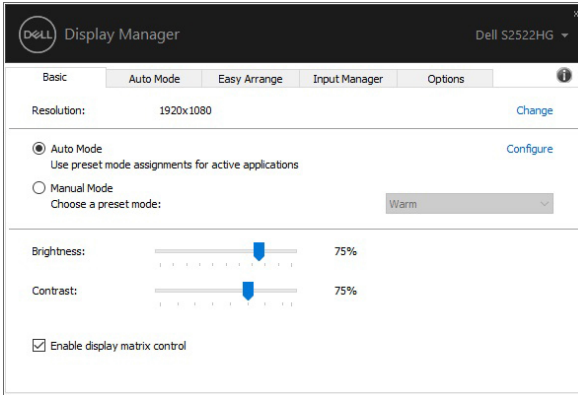 DELL Display Manager Dell S2522HG
Basic Auto Mode Easy Arrange Input Manager Options
Resolution: 1920x1080 Change
Auto Mode Configure
Use preset mode assignments for active applications
Manual Mode
Choose a preset mode: Warm
Brightness: 75%
Contrast: 75%
Enable display matrix control